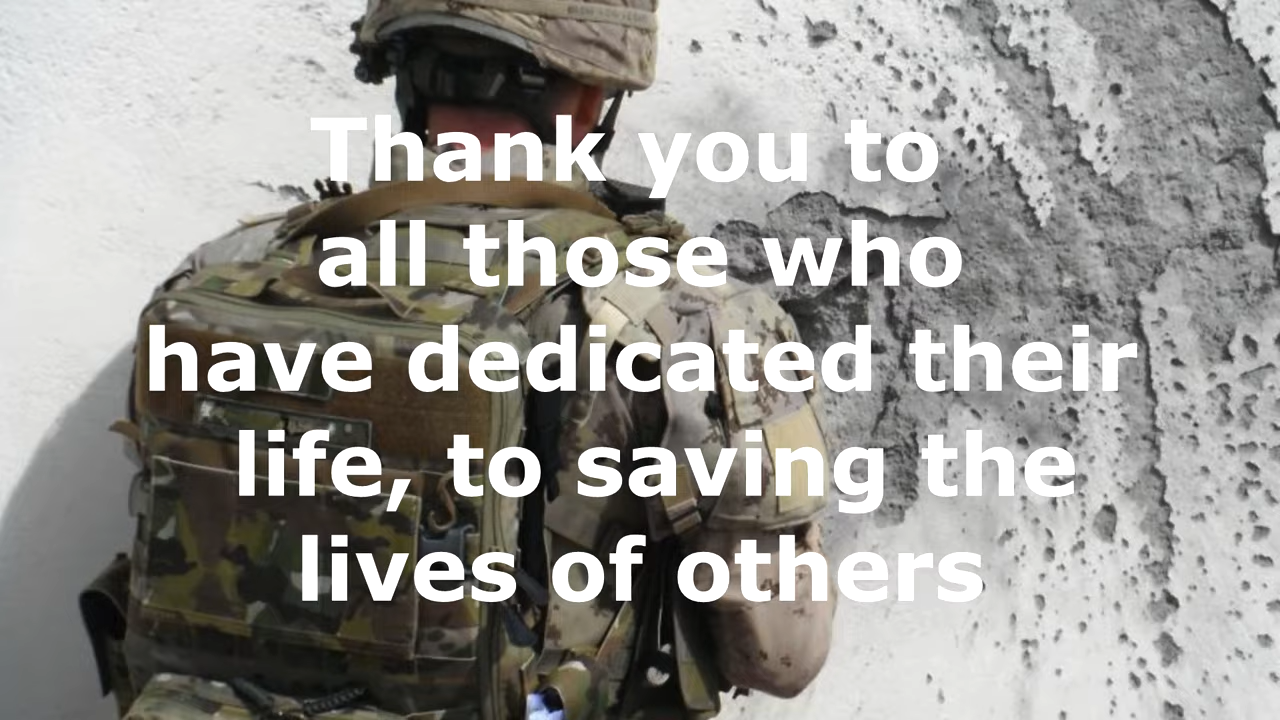 Thank you to
all those who
have dedicated their
life, to saving the
lives of others